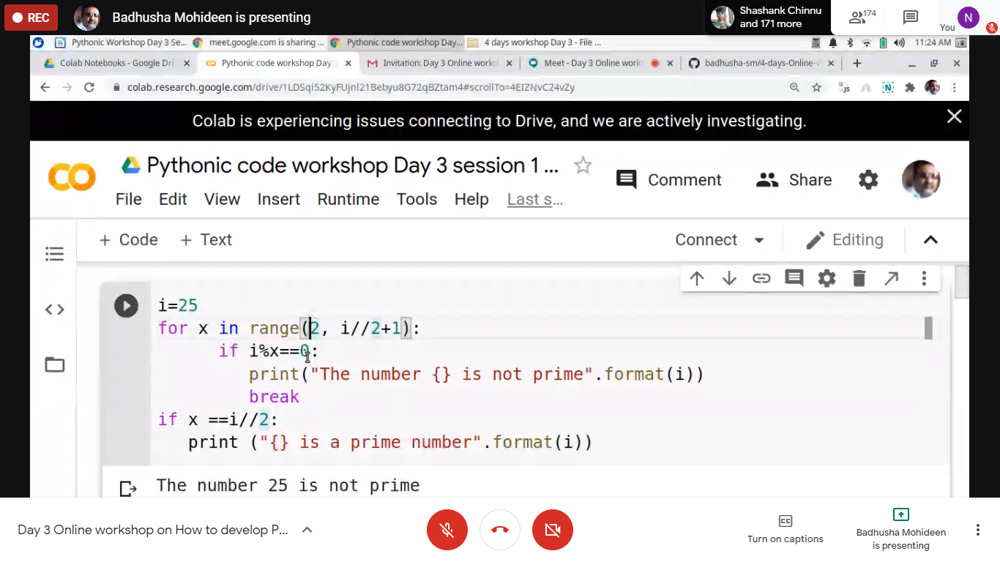 REC
Badhusha Mohideen is presenting
Shashank Chinnu
and 171 more
174
You
N
Pythonic Workshop Day 3 Se...
meet.google.com is sharing ...
Pythonic code workshop Day...
4 days workshop Day 3 - File ...
11:24 AM
Colab Notebooks - Google Dri
Pythonic code workshop Day
Invitation: Day 3 Online works
Meet - Day 3 Online work
badhusha-sm/4-days-Online-
colab.research.google.com/drive/1LDSqi52KyFUjnl21Bebyu8G72qBZtam4#scrollTo=4EIZNvC24vZy
Colab is experiencing issues connecting to Drive, and we are actively investigating.
CO
Pythonic code workshop Day 3 session 1 ...
Comment
Share
File Edit View Insert Runtime Tools Help Last s...
+ Code + Text
Connect
Editing
i=25
for x in range(2, i//2+1):
if i%x==0:
print("The number {} is not prime".format(i))
break
if x ==i//2:
print ("{} is a prime number".format(i))
The number 25 is not prime
Day 3 Online workshop on How to develop P...
CC
Turn on captions
Badhusha Mohideen
is presenting